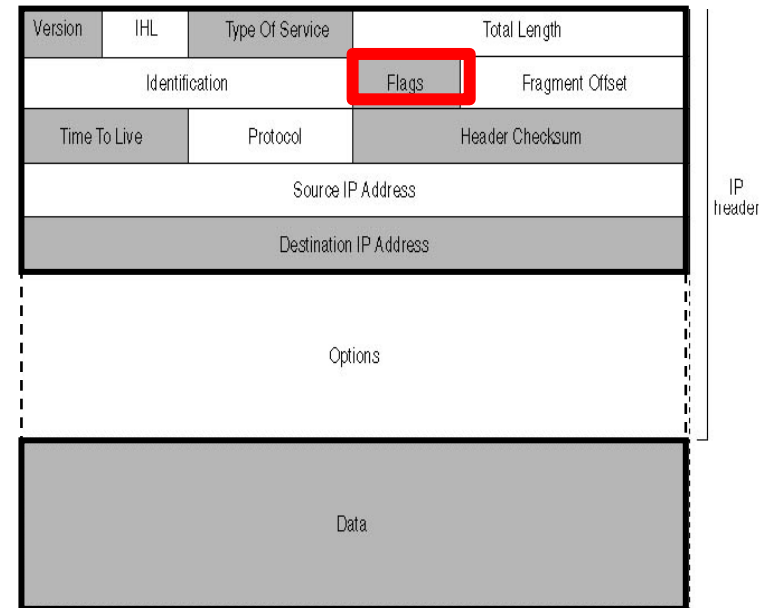 Version IHL Type Of Service Total Length
Identification Flags Fragment Offset
Time To Live Protocol Header Checksum
Source IP Address
IP
header
Destination IP Address
Options
Data